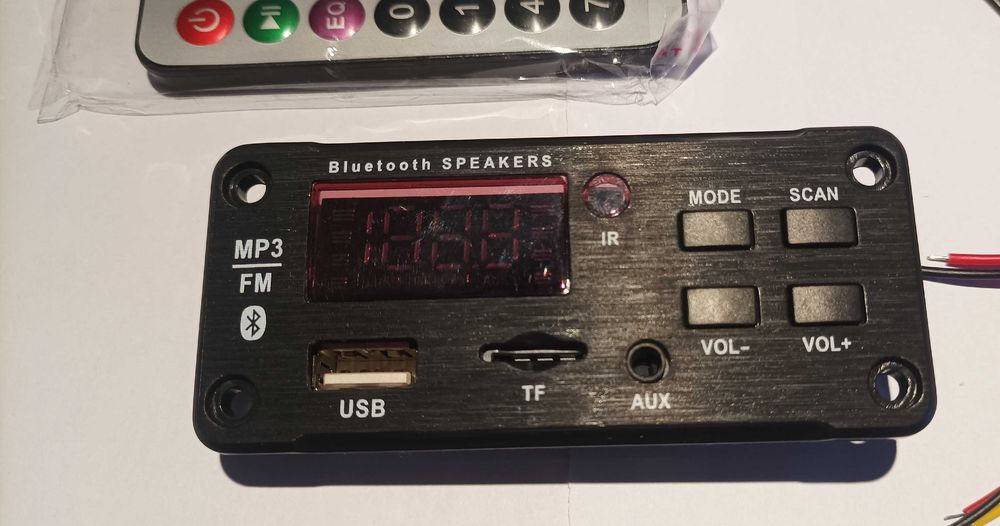 EQ 0 1 4 7
Bluetooth SPEAKERS
MODE SCAN
IR
MP3
FM
VOL- VOL+
USB TF AUX